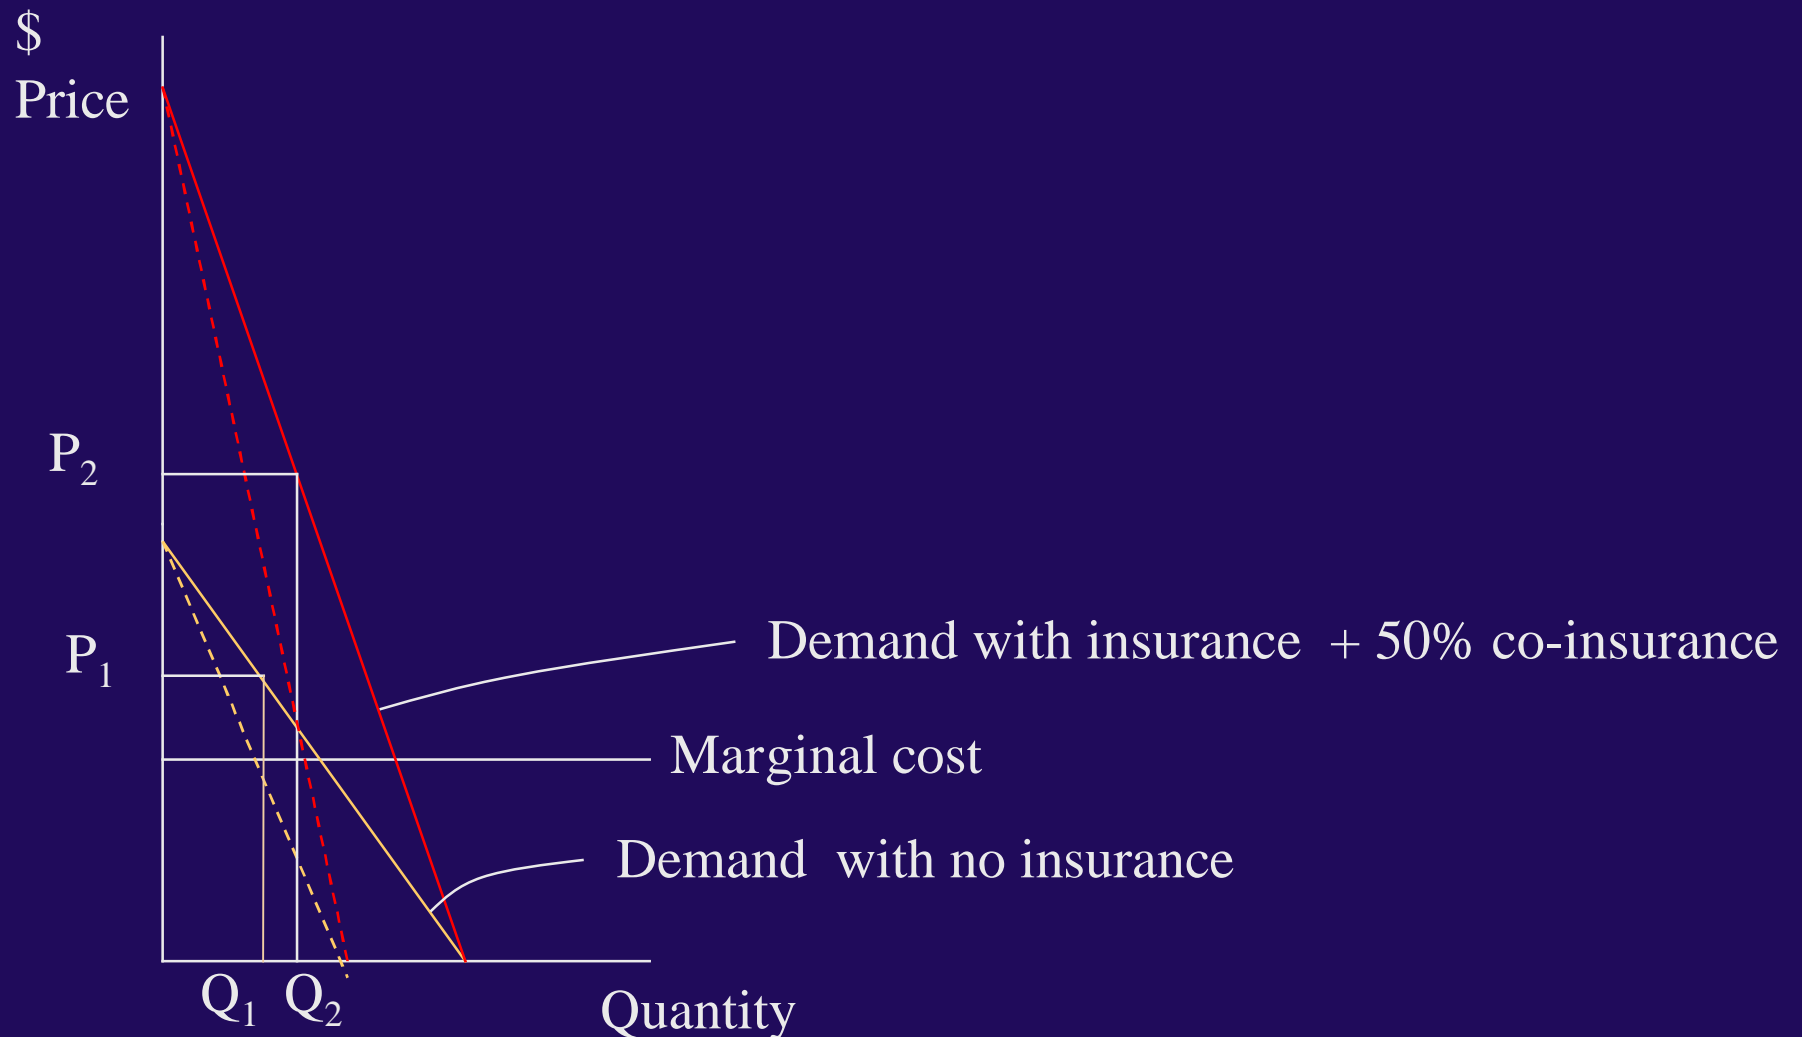 $
Price
P₂
P₁
Demand with insurance + 50% co-insurance
Marginal cost
Demand with no insurance
Q₁ Q₂
Quantity